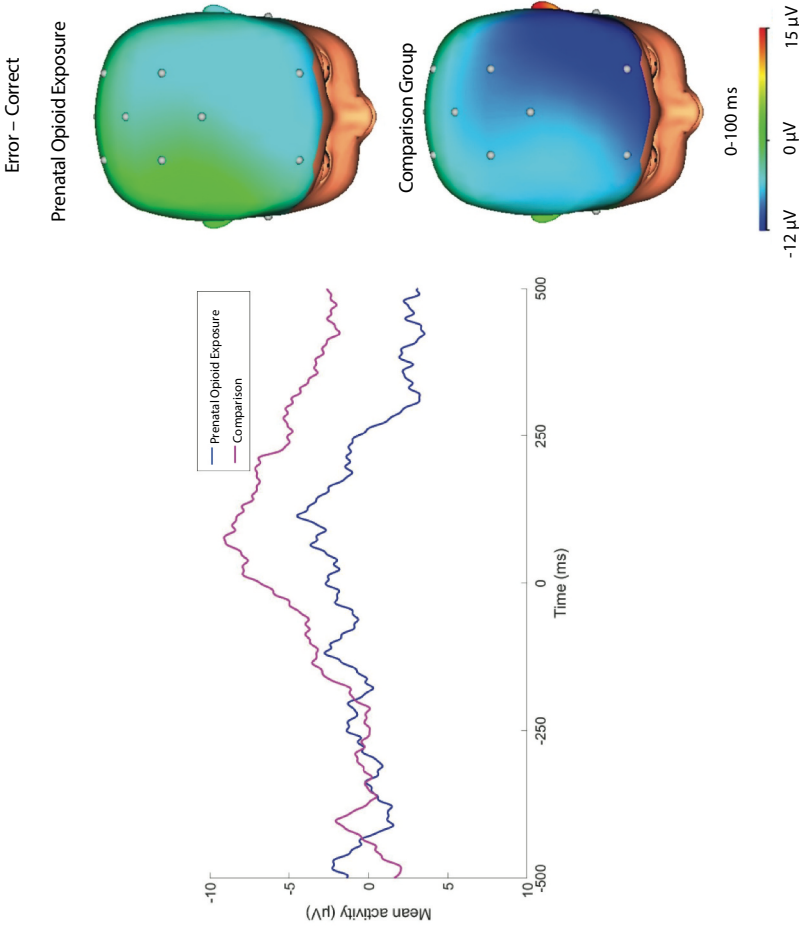 Error – Correct
Prenatal Opioid Exposure
Comparison Group
0-100 ms
-12 µV
0 µV
15 µV
Prenatal Opioid Exposure
Comparison
-10
-5
0
5
10
Mean activity (µV)
-500
-250
0
250
500
Time (ms)